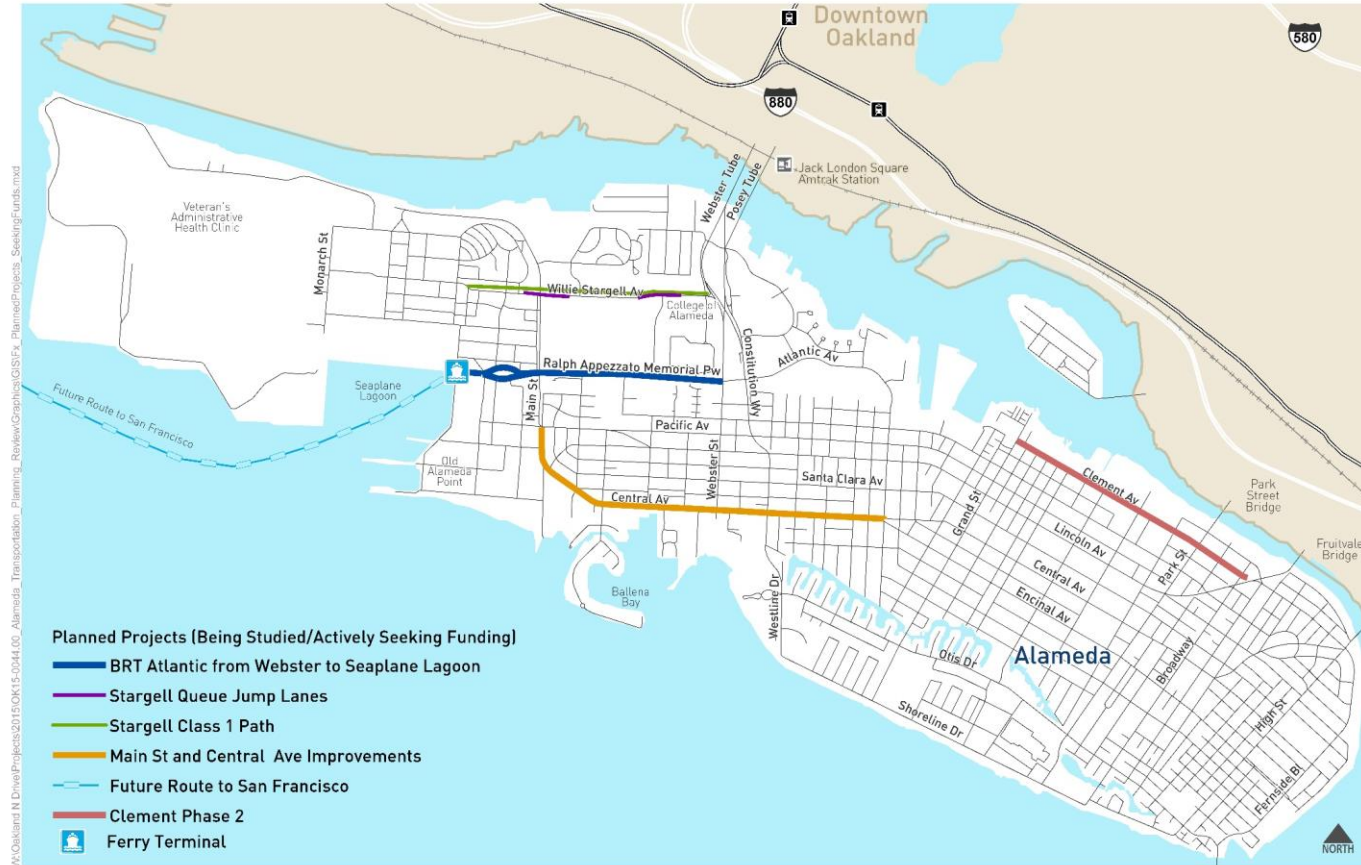 Downtown
Oakland
580
880
Jack London Square
Amtrak Station
Webster Tube
Posey Tube
Veteran's
Administrative
Health Clinic
Monarch St
Willie Stargell Av
College of
Alameda
Constitution Wy
Atlantic Av
Ralph Appezzato Memorial Pw
Seaplane
Lagoon
Future Route to San Francisco
Main St
Pacific Av
Old
Alameda
Point
Webster St
Santa Clara Av
Central Av
Grand St
Clement Av
Park
Street
Bridge
Lincoln Av
Park St
Fruitvale
Bridge
Central Av
Encinal Av
Ballena
Bay
Westline Dr
Otis Dr
Alameda
Broadway
High St
Shoreline Dr
Fernside Bl
Planned Projects (Being Studied/Actively Seeking Funding)
BRT Atlantic from Webster to Seaplane Lagoon
Stargell Queue Jump Lanes
Stargell Class 1 Path
Main St and Central Ave Improvements
Future Route to San Francisco
Clement Phase 2
Ferry Terminal
NORTH